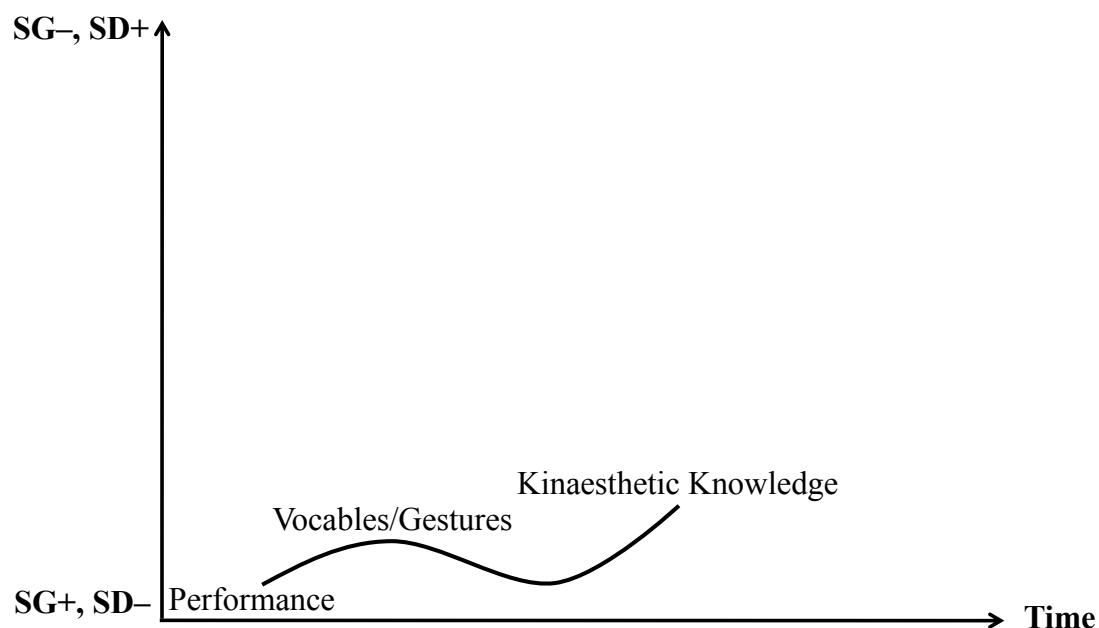 SG–, SD+
Kinaesthetic Knowledge
Vocables/Gestures
SG+, SD–
Performance
Time